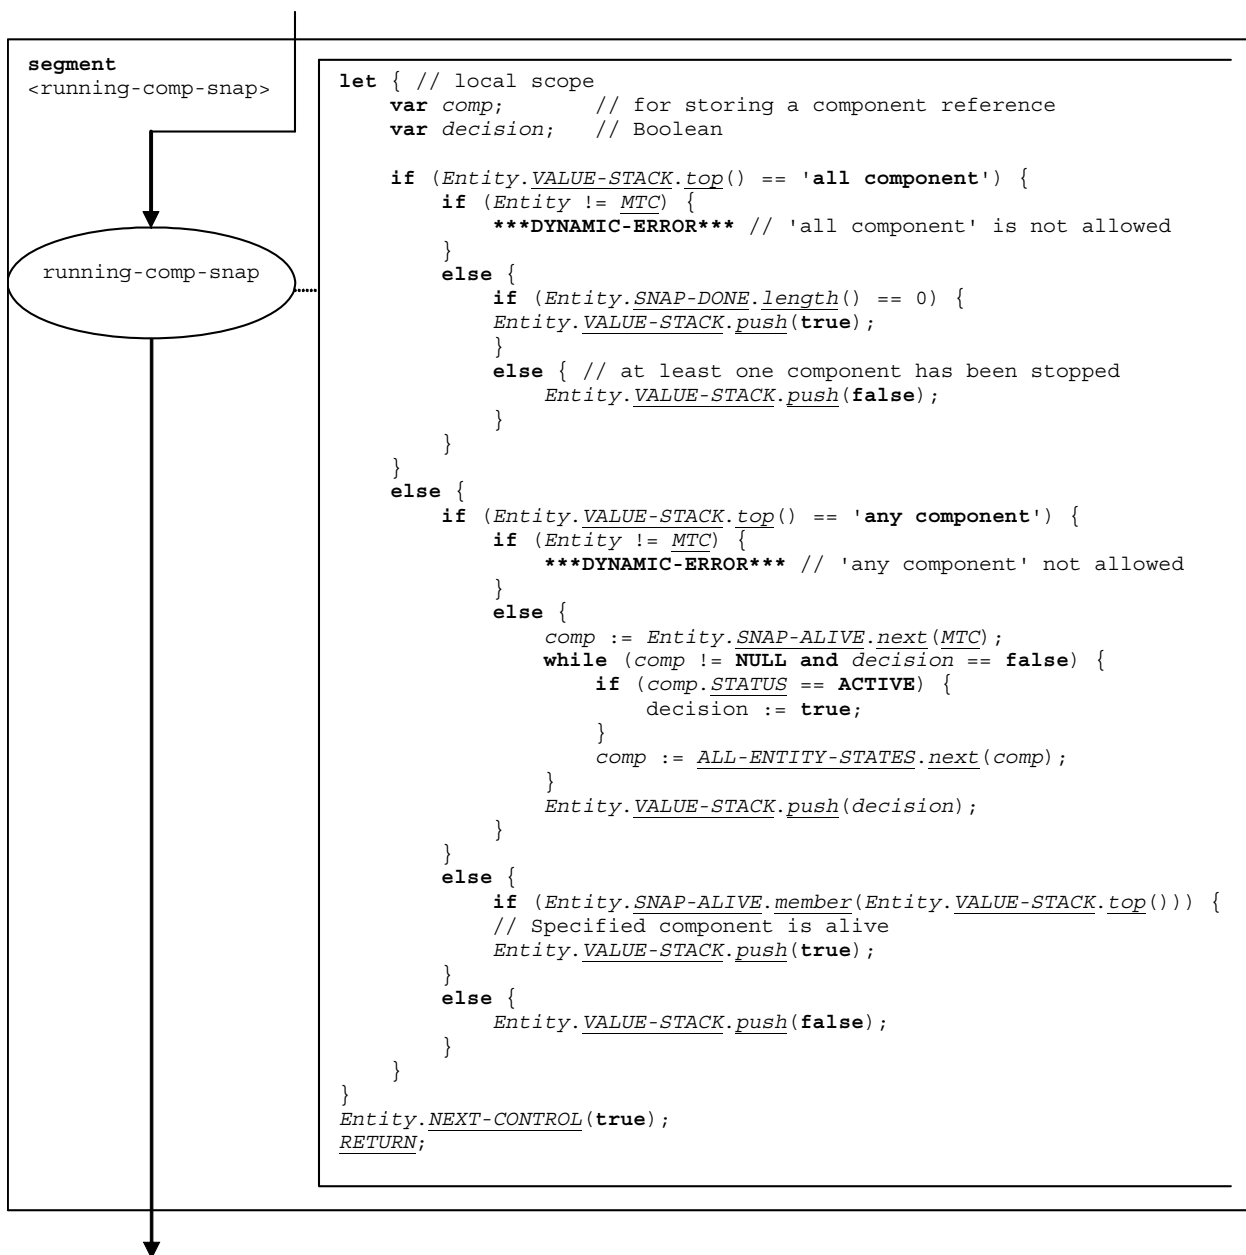 segment
<running-comp-snap>
running-comp-snap
let { // local scope
    var comp;        // for storing a component reference
    var decision;   // Boolean

    if (Entity.VALUE-STACK.top() == 'all component') {
        if (Entity != MTC) {
            ***DYNAMIC-ERROR*** // 'all component' is not allowed
        }
        else {
            if (Entity.SNAP-DONE.length() == 0) {
            Entity.VALUE-STACK.push(true);
            }
            else { // at least one component has been stopped
                Entity.VALUE-STACK.push(false);
            }
        }
    }
    else {
        if (Entity.VALUE-STACK.top() == 'any component') {
            if (Entity != MTC) {
                ***DYNAMIC-ERROR*** // 'any component' not allowed
            }
            else {
                comp := Entity.SNAP-ALIVE.next(MTC);
                while (comp != NULL and decision == false) {
                    if (comp.STATUS == ACTIVE) {
                        decision := true;
                    }
                    comp := ALL-ENTITY-STATES.next(comp);
                }
                Entity.VALUE-STACK.push(decision);
            }
        }
        else {
            if (Entity.SNAP-ALIVE.member(Entity.VALUE-STACK.top())) {
            // Specified component is alive
            Entity.VALUE-STACK.push(true);
        }
        else {
            Entity.VALUE-STACK.push(false);
        }
    }
}
Entity.NEXT-CONTROL(true);
RETURN;